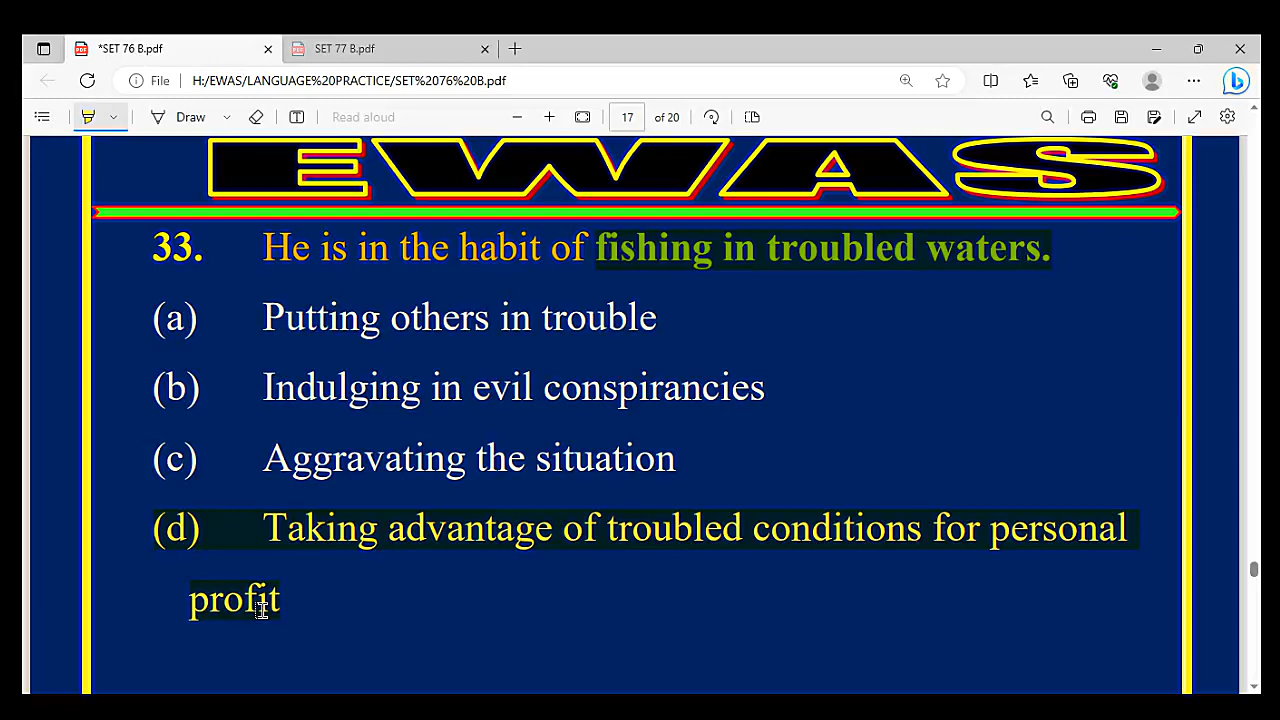 *SET 76 B.pdf
SET 77 B.pdf
File H:/EWAS/LANGUAGE%20PRACTICE/SET%2076%20B.pdf
Draw Read aloud 17 of 20
EWAS
33. He is in the habit of fishing in troubled waters.
(a) Putting others in trouble
(b) Indulging in evil conspirancies
(c) Aggravating the situation
(d) Taking advantage of troubled conditions for personal
profit